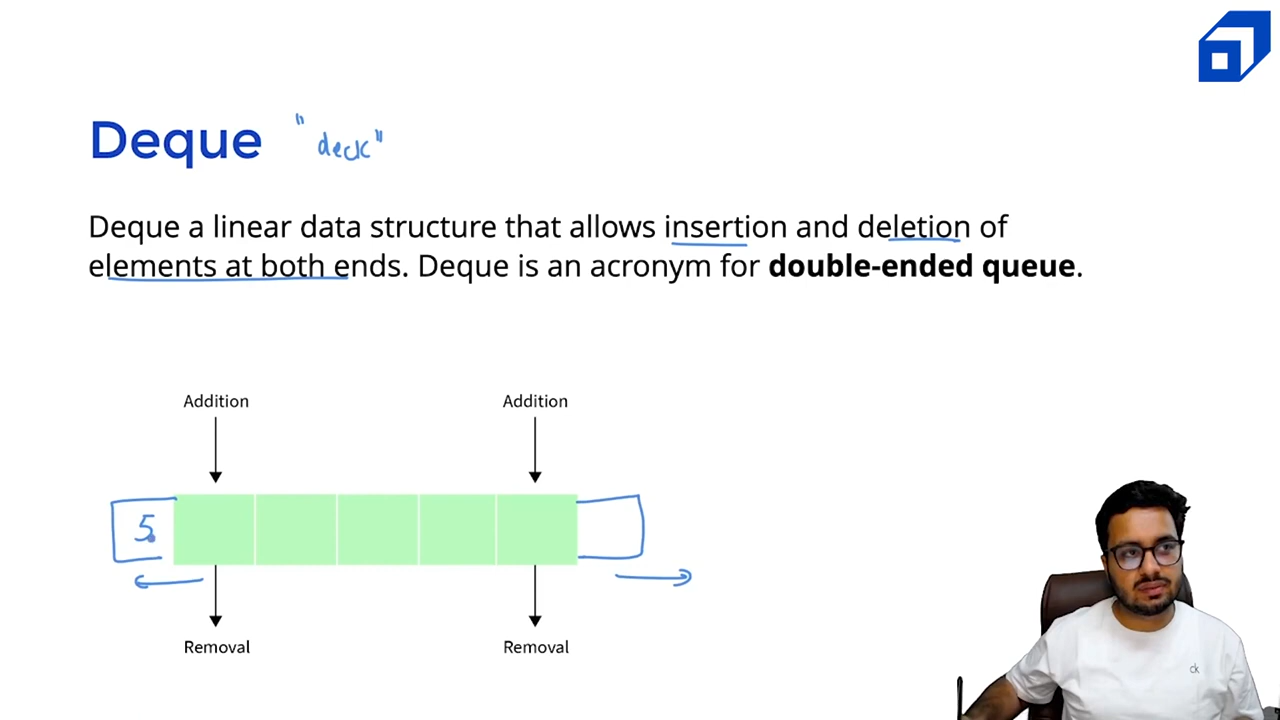 Deque "deck"
Deque a linear data structure that allows insertion and deletion of
elements at both ends. Deque is an acronym for double-ended queue.
Addition Addition
5
Removal Removal
ck